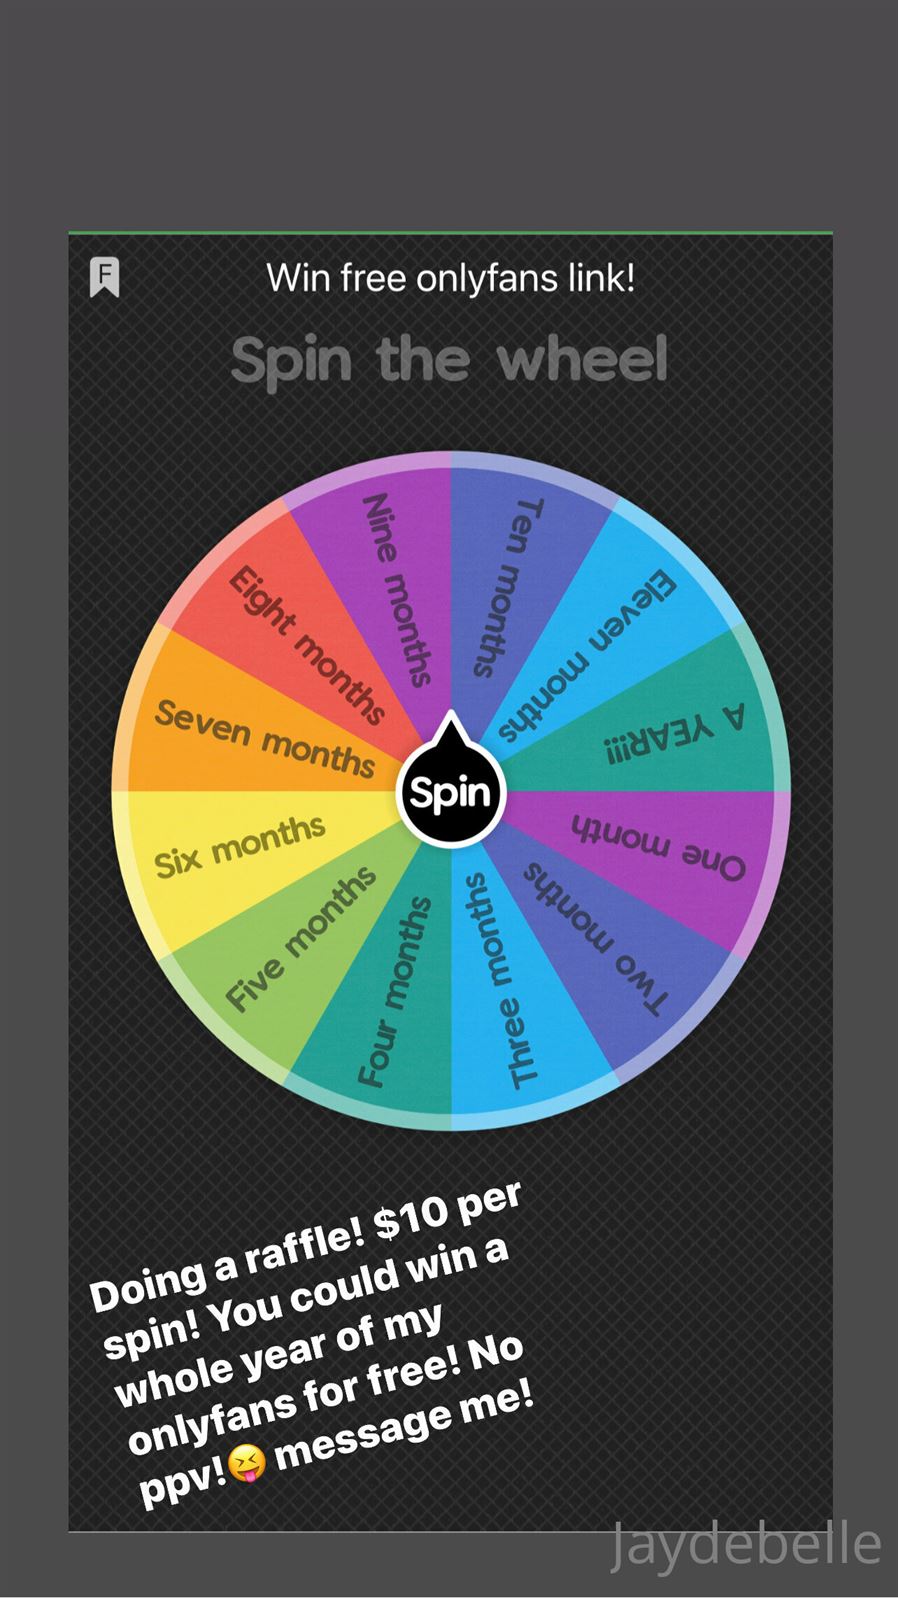 F
Win free onlyfans link!
Spin the wheel
Nine months
Ten months
Eight months
Eleven months
Seven months
A YEAR!!!
Spin
Six months
One month
Five months
Two months
Four months
Three months
Doing a raffle! $10 per
spin! You could win a
whole year of my
onlyfans for free! No
ppv!😝 message me!
Jaydebelle